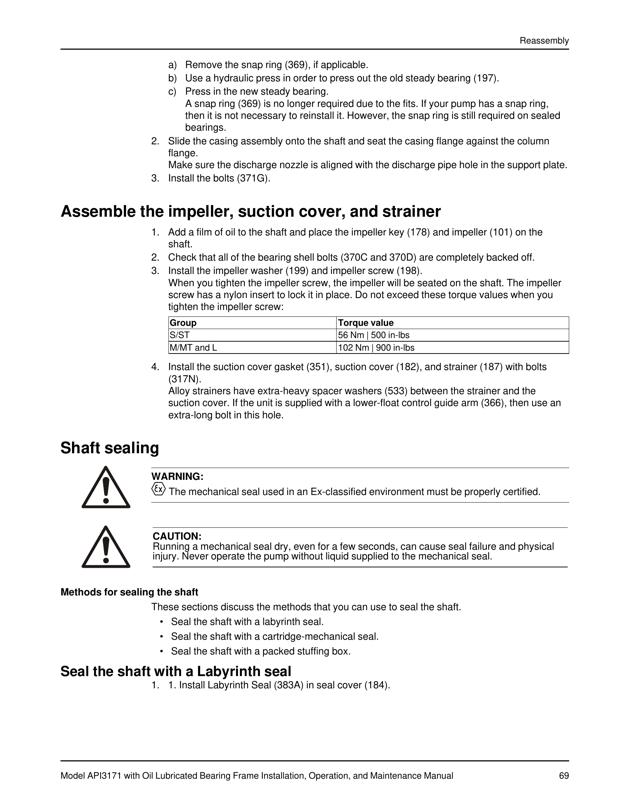 Reassembly
a) Remove the snap ring (369), if applicable.
b) Use a hydraulic press in order to press out the old steady bearing (197).
c) Press in the new steady bearing.
A snap ring (369) is no longer required due to the fits. If your pump has a snap ring,
then it is not necessary to reinstall it. However, the snap ring is still required on sealed
bearings.
2. Slide the casing assembly onto the shaft and seat the casing flange against the column
flange.
Make sure the discharge nozzle is aligned with the discharge pipe hole in the support plate.
3. Install the bolts (371G).
Assemble the impeller, suction cover, and strainer
1. Add a film of oil to the shaft and place the impeller key (178) and impeller (101) on the
shaft.
2. Check that all of the bearing shell bolts (370C and 370D) are completely backed off.
3. Install the impeller washer (199) and impeller screw (198).
When you tighten the impeller screw, the impeller will be seated on the shaft. The impeller
screw has a nylon insert to lock it in place. Do not exceed these torque values when you
tighten the impeller screw:
Group Torque value
S/ST 56 Nm | 500 in-lbs
M/MT and L 102 Nm | 900 in-lbs
4. Install the suction cover gasket (351), suction cover (182), and strainer (187) with bolts
(317N).
Alloy strainers have extra-heavy spacer washers (533) between the strainer and the
suction cover. If the unit is supplied with a lower-float control guide arm (366), then use an
extra-long bolt in this hole.
Shaft sealing
WARNING:
Ex The mechanical seal used in an Ex-classified environment must be properly certified.
CAUTION:
Running a mechanical seal dry, even for a few seconds, can cause seal failure and physical
injury. Never operate the pump without liquid supplied to the mechanical seal.
Methods for sealing the shaft
These sections discuss the methods that you can use to seal the shaft.
• Seal the shaft with a labyrinth seal.
• Seal the shaft with a cartridge-mechanical seal.
• Seal the shaft with a packed stuffing box.
Seal the shaft with a Labyrinth seal
1. 1. Install Labyrinth Seal (383A) in seal cover (184).
Model API3171 with Oil Lubricated Bearing Frame Installation, Operation, and Maintenance Manual 69